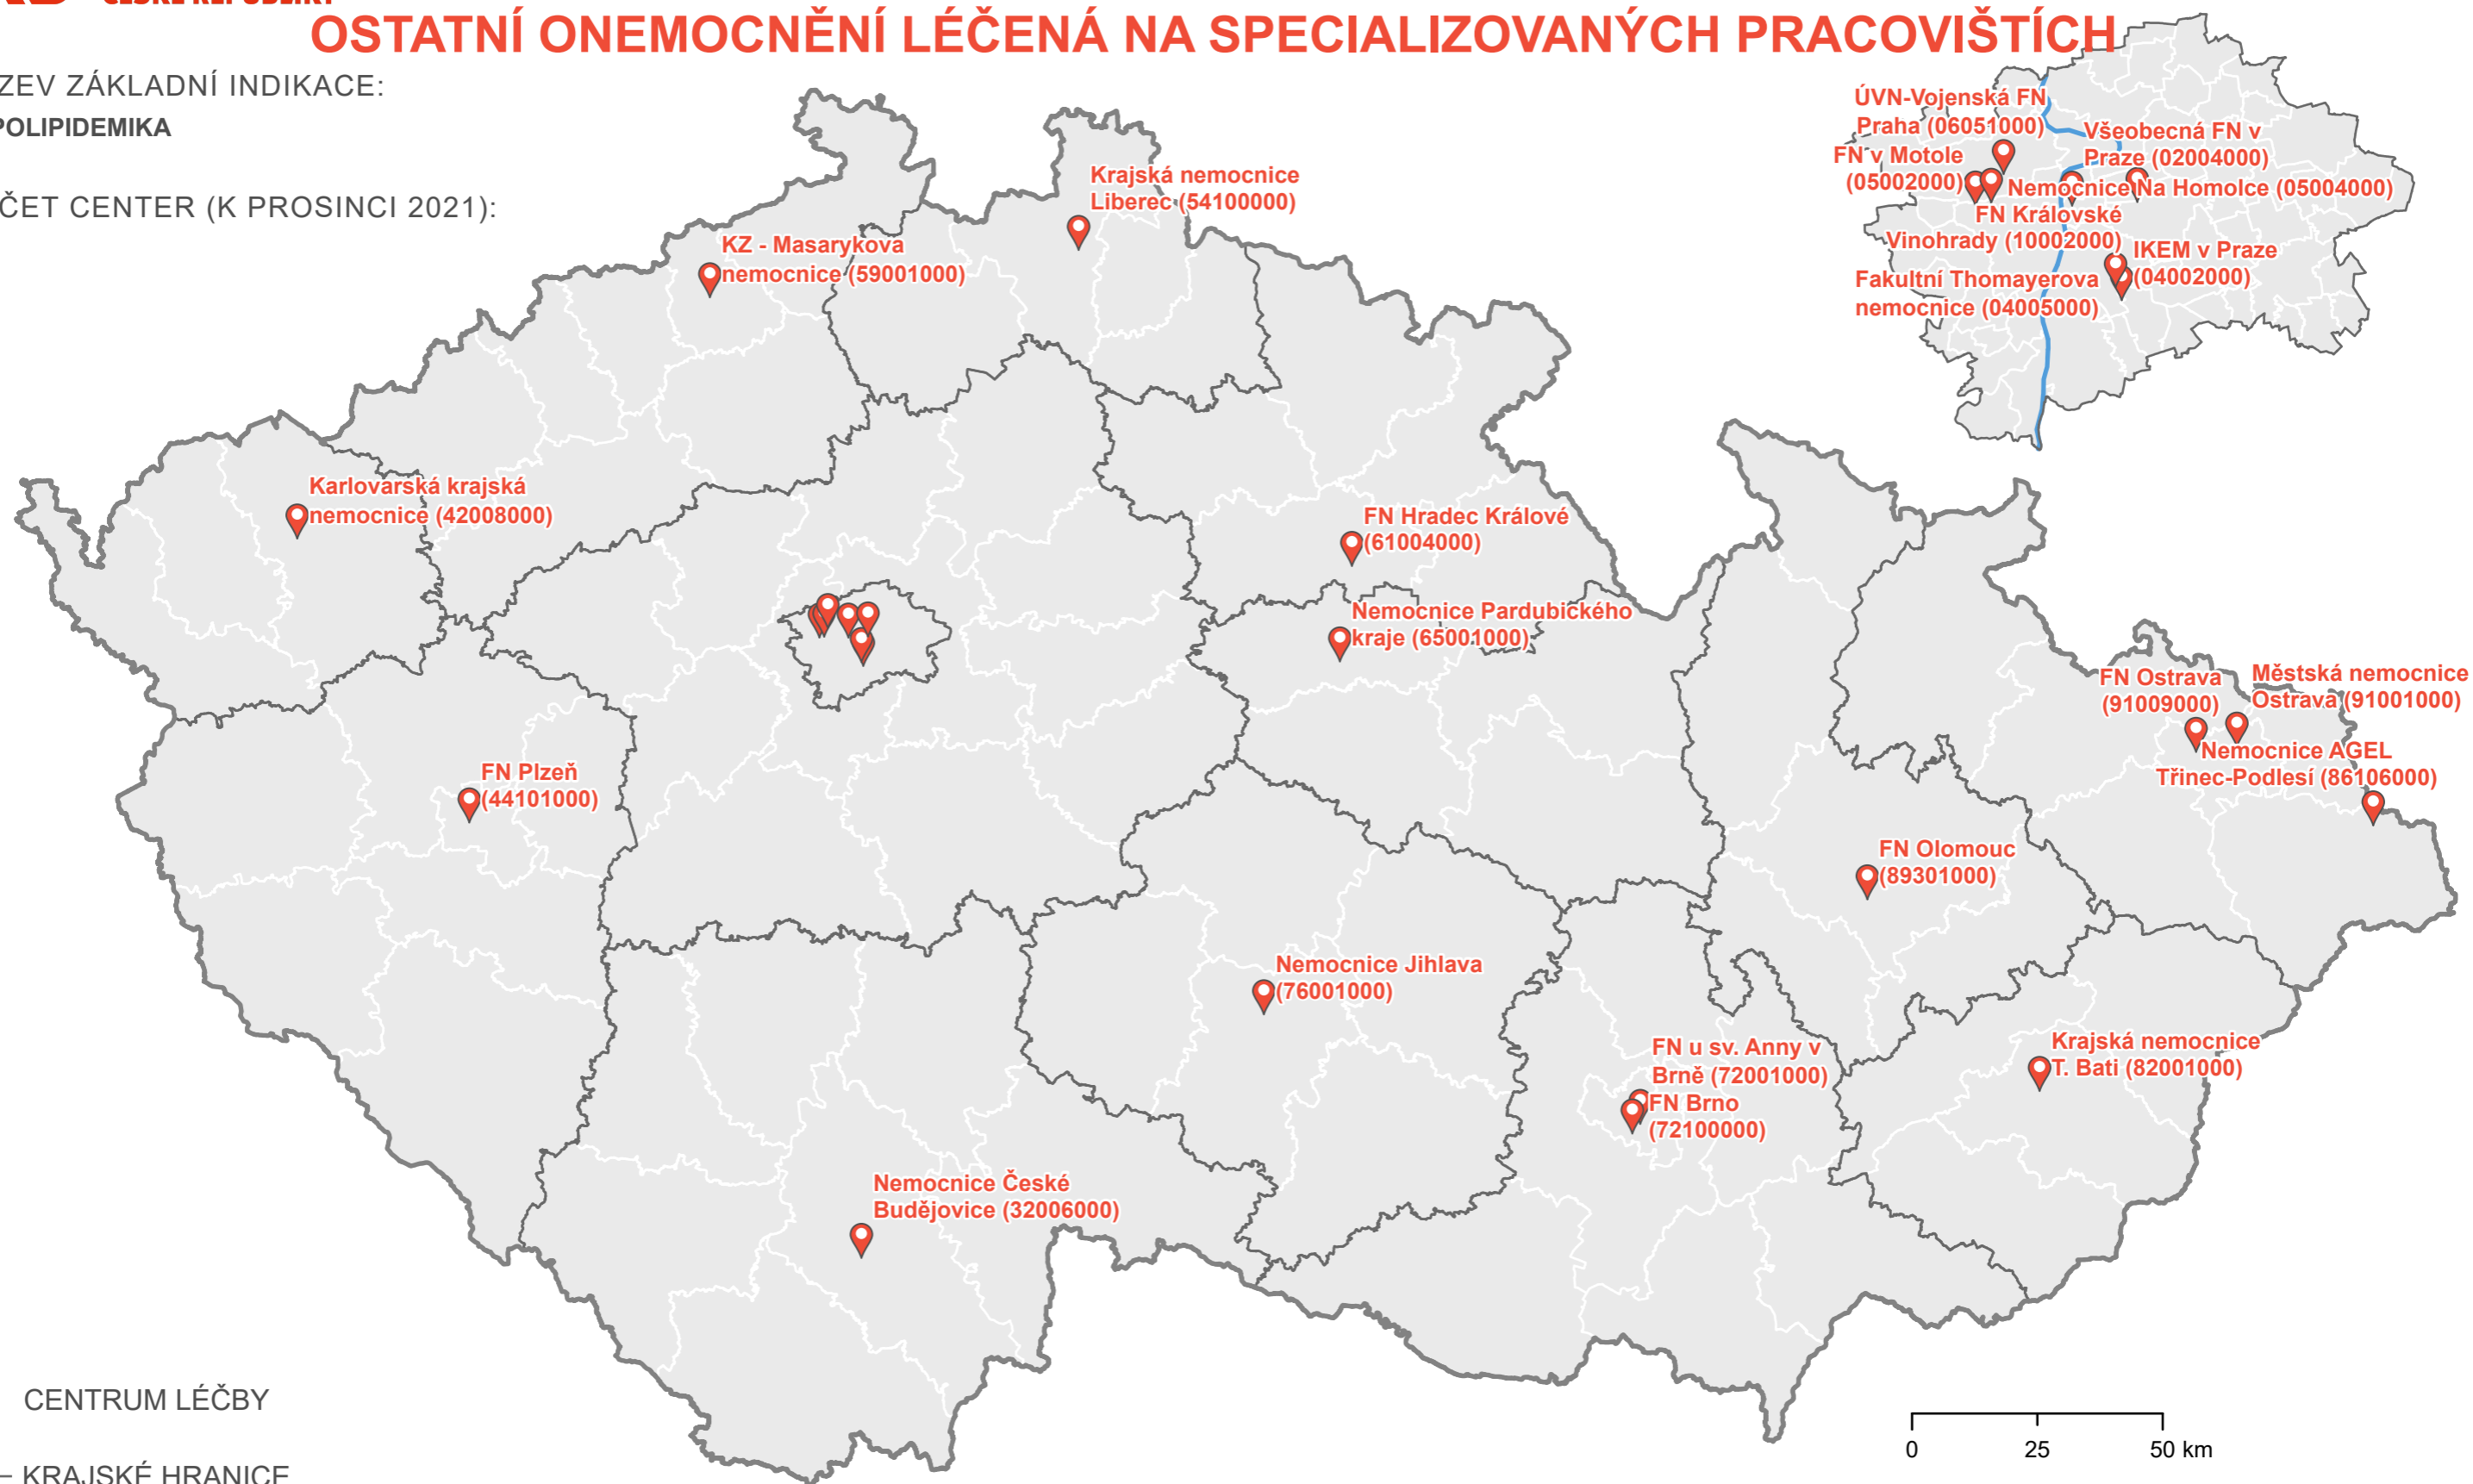 ČESKÉ REPUBLIKY
OSTATNÍ ONEMOCNĚNÍ LÉČENÁ NA SPECIALIZOVANÝCH PRACOVIŠTÍCH
ZEV ZÁKLADNÍ INDIKACE:
POLIPIDEMIKA
ČET CENTER (K PROSINCI 2021):
ÚVN-Vojenská FN
Praha (06051000)
Všeobecná FN v
Praze (02004000)
FN v Motole
(05002000)
Nemocnice Na Homolce (05004000)
FN Královské
Vinohrady (10002000)
IKEM v Praze
(04002000)
Fakultní Thomayerova
nemocnice (04005000)
Krajská nemocnice
Liberec (54100000)
KZ - Masarykova
nemocnice (59001000)
Karlovarská krajská
nemocnice (42008000)
FN Hradec Králové
(61004000)
Nemocnice Pardubického
kraje (65001000)
FN Ostrava
(91009000)
Městská nemocnice
Ostrava (91001000)
Nemocnice AGEL
Třinec-Podlesí (86106000)
FN Plzeň
(44101000)
FN Olomouc
(89301000)
Nemocnice Jihlava
(76001000)
FN u sv. Anny v
Brně (72001000)
FN Brno
(72100000)
Krajská nemocnice
T. Bati (82001000)
Nemocnice České
Budějovice (32006000)
CENTRUM LÉČBY
KRAJSKÉ HRANICE
0 25 50 km